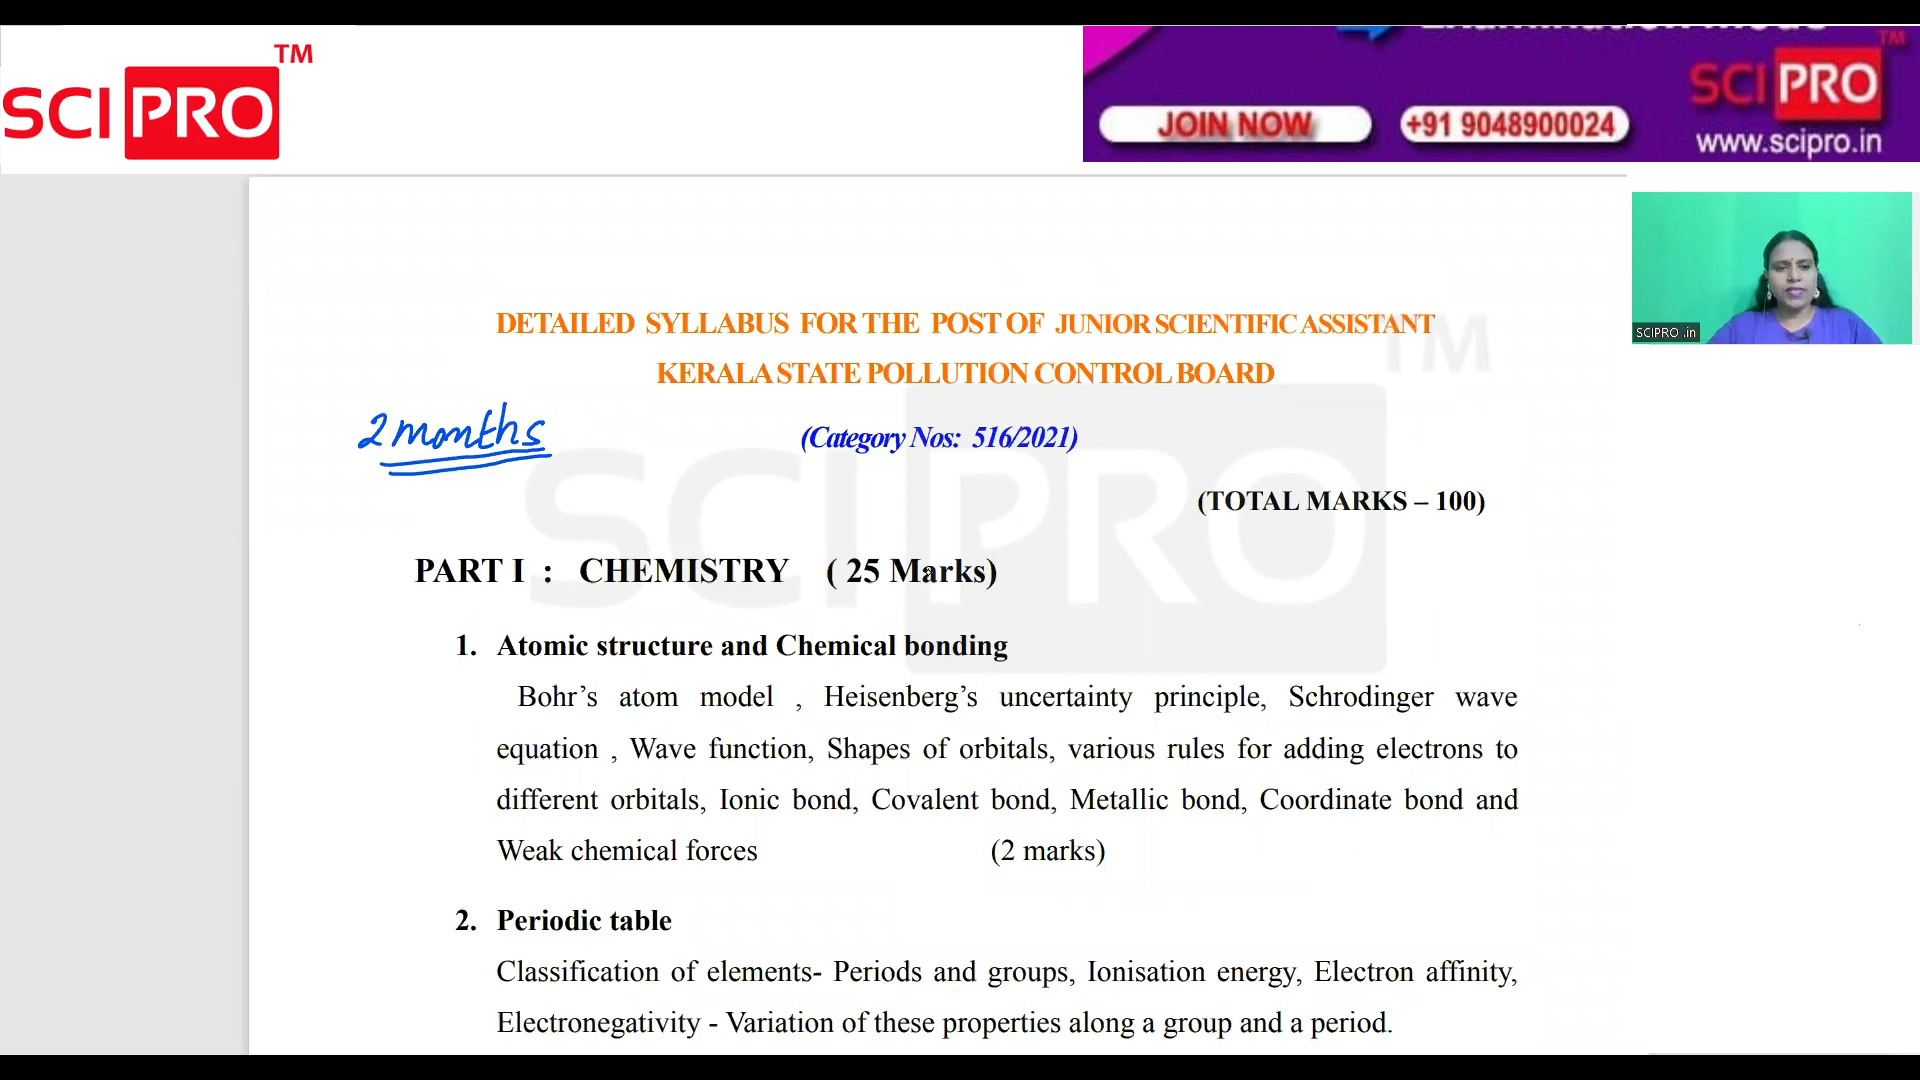 TM
SCIPRO
TM
SCIPRO
JOIN NOW
+91 9048900024
www.scipro.in
SCIPRO .in
DETAILED SYLLABUS FOR THE POST OF JUNIOR SCIENTIFIC ASSISTANT
KERALA STATE POLLUTION CONTROL BOARD
2 months
(Category Nos: 516/2021)
(TOTAL MARKS – 100)
TM
SCIPRO
PART I : CHEMISTRY ( 25 Marks)
1. Atomic structure and Chemical bonding
Bohr’s atom model , Heisenberg’s uncertainty principle, Schrodinger wave
equation , Wave function, Shapes of orbitals, various rules for adding electrons to
different orbitals, Ionic bond, Covalent bond, Metallic bond, Coordinate bond and
Weak chemical forces (2 marks)
2. Periodic table
Classification of elements- Periods and groups, Ionisation energy, Electron affinity,
Electronegativity - Variation of these properties along a group and a period.